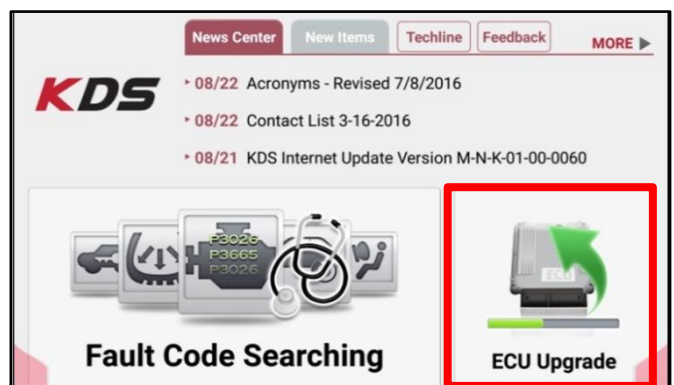 News Center New Items Techline Feedback MORE ▶
KDS
08/22 Acronyms - Revised 7/8/2016
08/22 Contact List 3-16-2016
08/21 KDS Internet Update Version M-N-K-01-00-0060
P3026
P3665
P3026
ECU
Fault Code Searching
ECU Upgrade